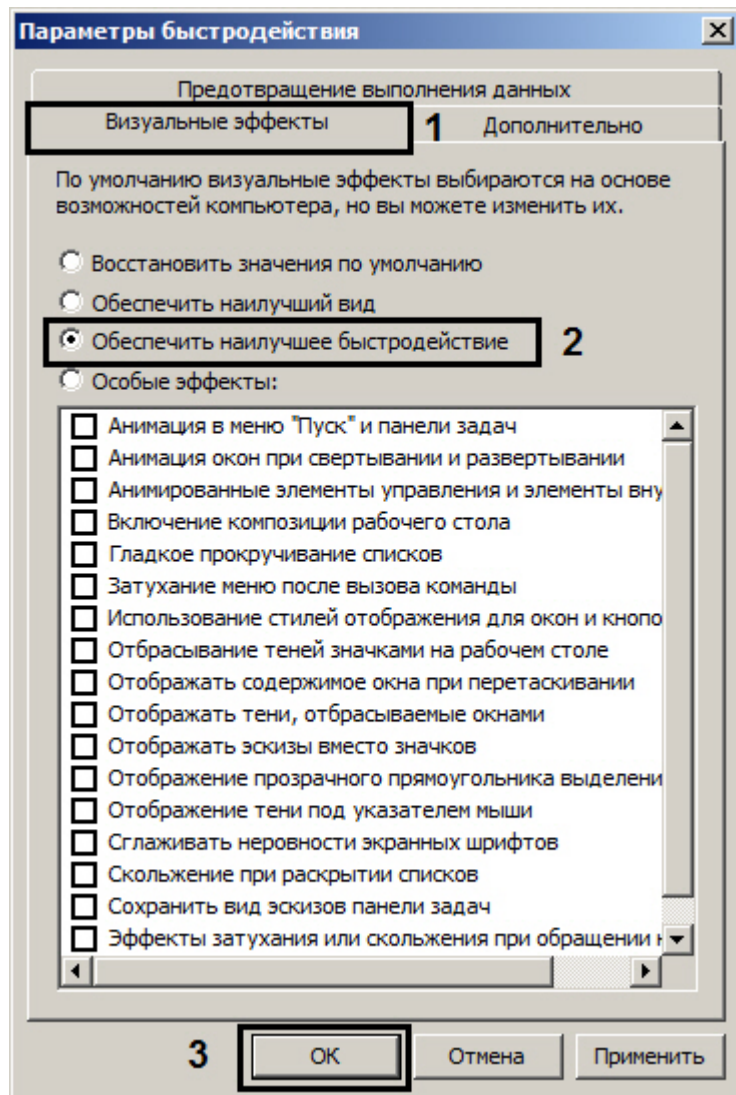 Параметры быстродействия
Предотвращение выполнения данных
Визуальные эффекты 1 Дополнительно
По умолчанию визуальные эффекты выбираются на основе
возможностей компьютера, но вы можете изменить их.
Восстановить значения по умолчанию
Обеспечить наилучший вид
Обеспечить наилучшее быстродействие 2
Особые эффекты:
Анимация в меню "Пуск" и панели задач
Анимация окон при свертывании и развертывании
Анимированные элементы управления и элементы вну
Включение композиции рабочего стола
Гладкое прокручивание списков
Затухание меню после вызова команды
Использование стилей отображения для окон и кнопо
Отбрасывание теней значками на рабочем столе
Отображать содержимое окна при перетаскивании
Отображать тени, отбрасываемые окнами
Отображать эскизы вместо значков
Отображение прозрачного прямоугольника выделени
Отображение тени под указателем мыши
Сглаживать неровности экранных шрифтов
Скольжение при раскрытии списков
Сохранить вид эскизов панели задач
Эффекты затухания или скольжения при обращении
3 ОК Отмена Применить